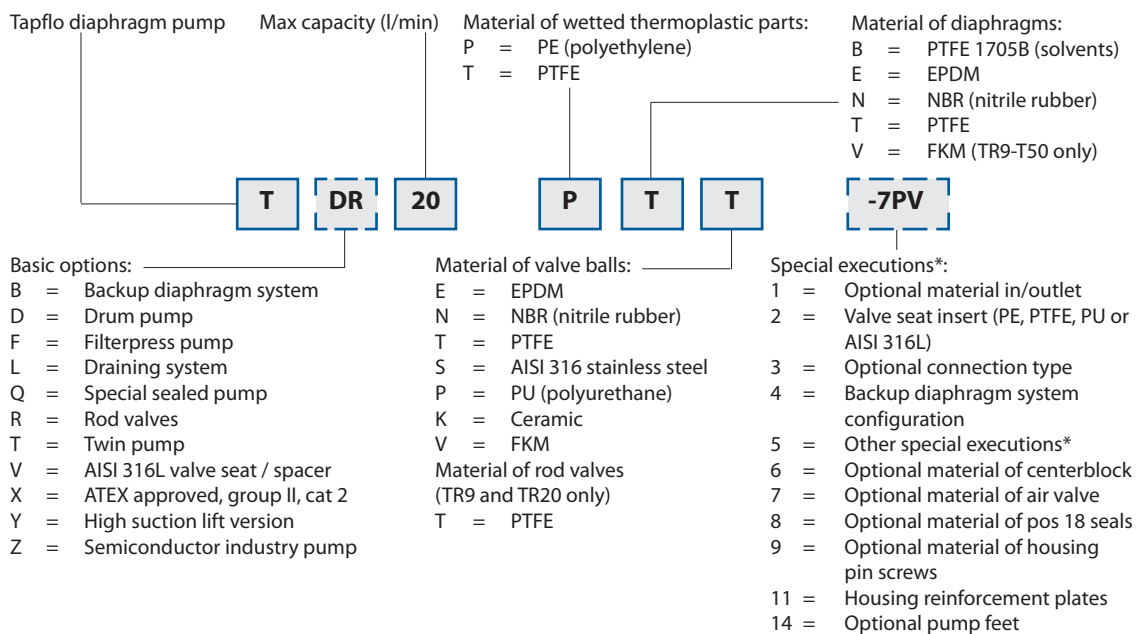 Tapflo diaphragm pump
Max capacity (l/min)
Material of wetted thermoplastic parts:
P = PE (polyethylene)
T = PTFE
Material of diaphragms:
B = PTFE 1705B (solvents)
E = EPDM
N = NBR (nitrile rubber)
T = PTFE
V = FKM (TR9-T50 only)
T DR 20 P T T -7PV
Basic options:
B = Backup diaphragm system
D = Drum pump
F = Filterpress pump
L = Draining system
Q = Special sealed pump
R = Rod valves
T = Twin pump
V = AISI 316L valve seat / spacer
X = ATEX approved, group II, cat 2
Y = High suction lift version
Z = Semiconductor industry pump
Material of valve balls:
E = EPDM
N = NBR (nitrile rubber)
T = PTFE
S = AISI 316 stainless steel
P = PU (polyurethane)
K = Ceramic
V = FKM
Material of rod valves
(TR9 and TR20 only)
T = PTFE
Special executions*:
1 = Optional material in/outlet
2 = Valve seat insert (PE, PTFE, PU or
AISI 316L)
3 = Optional connection type
4 = Backup diaphragm system
configuration
5 = Other special executions*
6 = Optional material of centerblock
7 = Optional material of air valve
8 = Optional material of pos 18 seals
9 = Optional material of housing
pin screws
11 = Housing reinforcement plates
14 = Optional pump feet